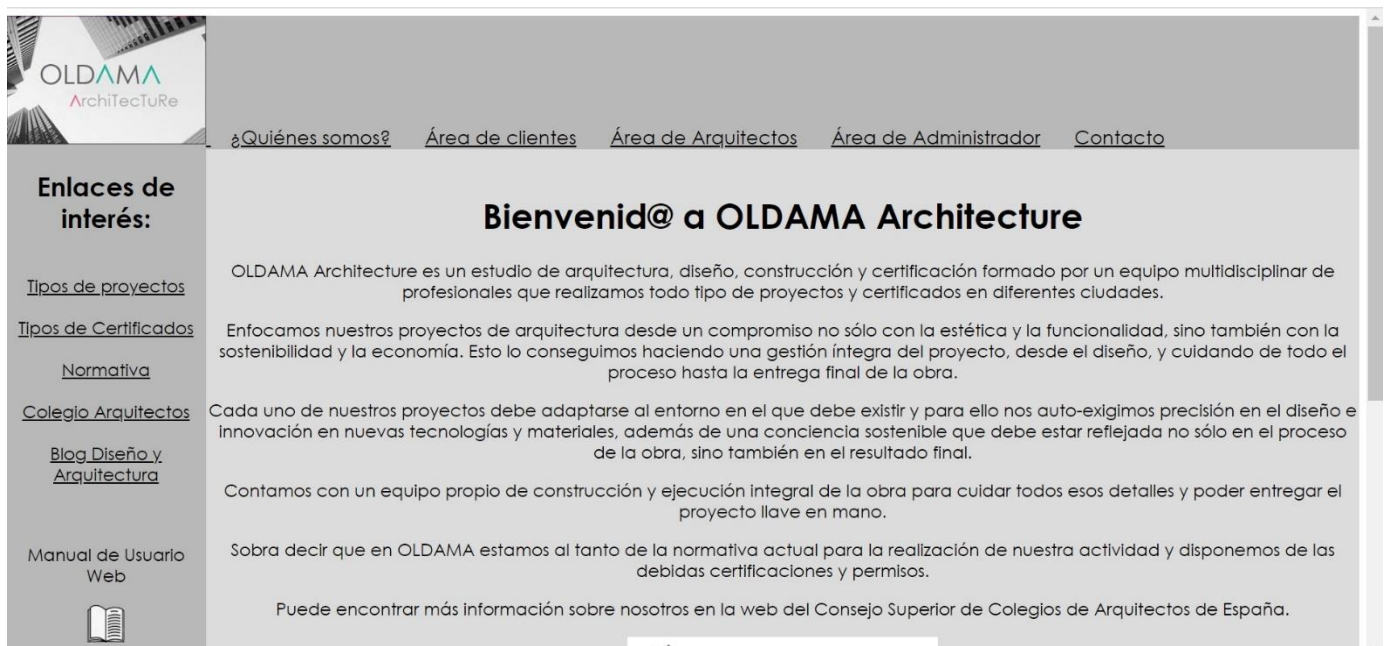 OLDΛMΛ
ΛrchiTecTuRe
¿Quiénes somos? Área de clientes Área de Arquitectos Área de Administrador Contacto
Enlaces de
interés:
Tipos de proyectos
Tipos de Certificados
Normativa
Colegio Arquitectos
Blog Diseño y
Arquitectura
Manual de Usuario
Web
Bienvenid@ a OLDAMA Architecture
OLDAMA Architecture es un estudio de arquitectura, diseño, construcción y certificación formado por un equipo multidisciplinar de
profesionales que realizamos todo tipo de proyectos y certificados en diferentes ciudades.
Enfocamos nuestros proyectos de arquitectura desde un compromiso no sólo con la estética y la funcionalidad, sino también con la
sostenibilidad y la economía. Esto lo conseguimos haciendo una gestión íntegra del proyecto, desde el diseño, y cuidando de todo el
proceso hasta la entrega final de la obra.
Cada uno de nuestros proyectos debe adaptarse al entorno en el que debe existir y para ello nos auto-exigimos precisión en el diseño e
innovación en nuevas tecnologías y materiales, además de una conciencia sostenible que debe estar reflejada no sólo en el proceso
de la obra, sino también en el resultado final.
Contamos con un equipo propio de construcción y ejecución integral de la obra para cuidar todos esos detalles y poder entregar el
proyecto llave en mano.
Sobra decir que en OLDAMA estamos al tanto de la normativa actual para la realización de nuestra actividad y disponemos de las
debidas certificaciones y permisos.
Puede encontrar más información sobre nosotros en la web del Consejo Superior de Colegios de Arquitectos de España.